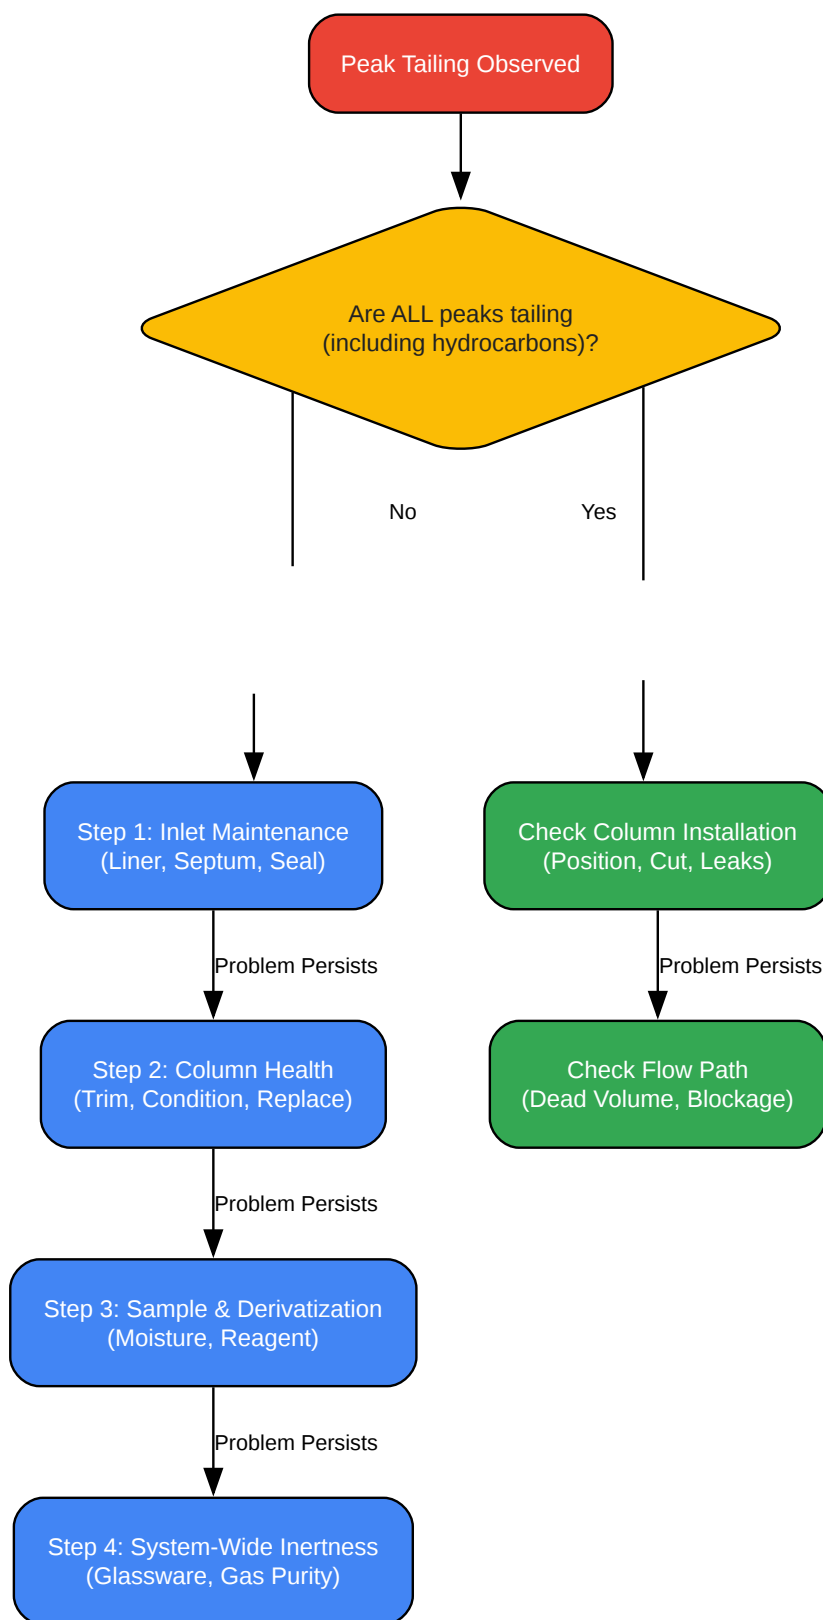 Peak Tailing Observed
Are ALL peaks tailing
(including hydrocarbons)?
No
Yes
Step 1: Inlet Maintenance
(Liner, Septum, Seal)
Check Column Installation
(Position, Cut, Leaks)
Problem Persists
Problem Persists
Step 2: Column Health
(Trim, Condition, Replace)
Check Flow Path
(Dead Volume, Blockage)
Problem Persists
Step 3: Sample & Derivatization
(Moisture, Reagent)
Problem Persists
Step 4: System-Wide Inertness
(Glassware, Gas Purity)